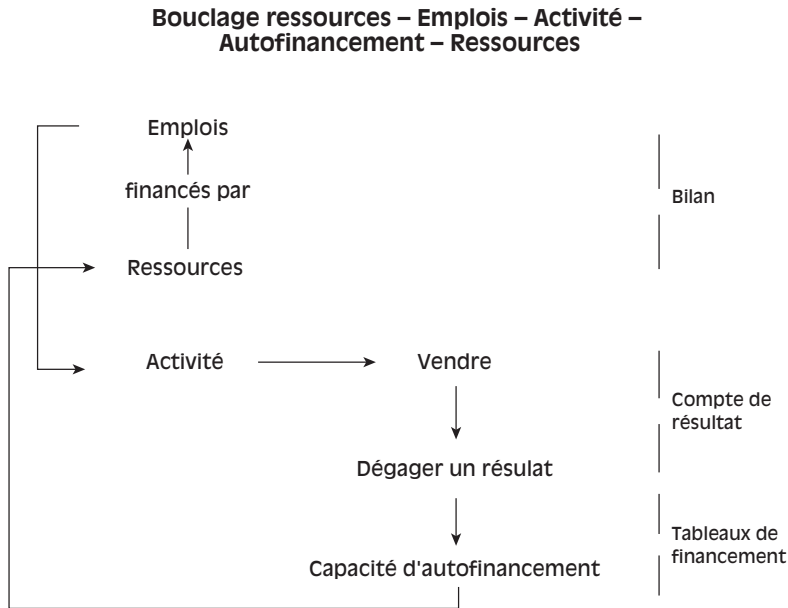 Bouclage ressources – Emplois – Activité –
Autofinancement – Ressources
Emplois
financés par
Bilan
Ressources
Activité
Vendre
Compte de
résultat
Dégager un résulat
Tableaux de
financement
Capacité d'autofinancement